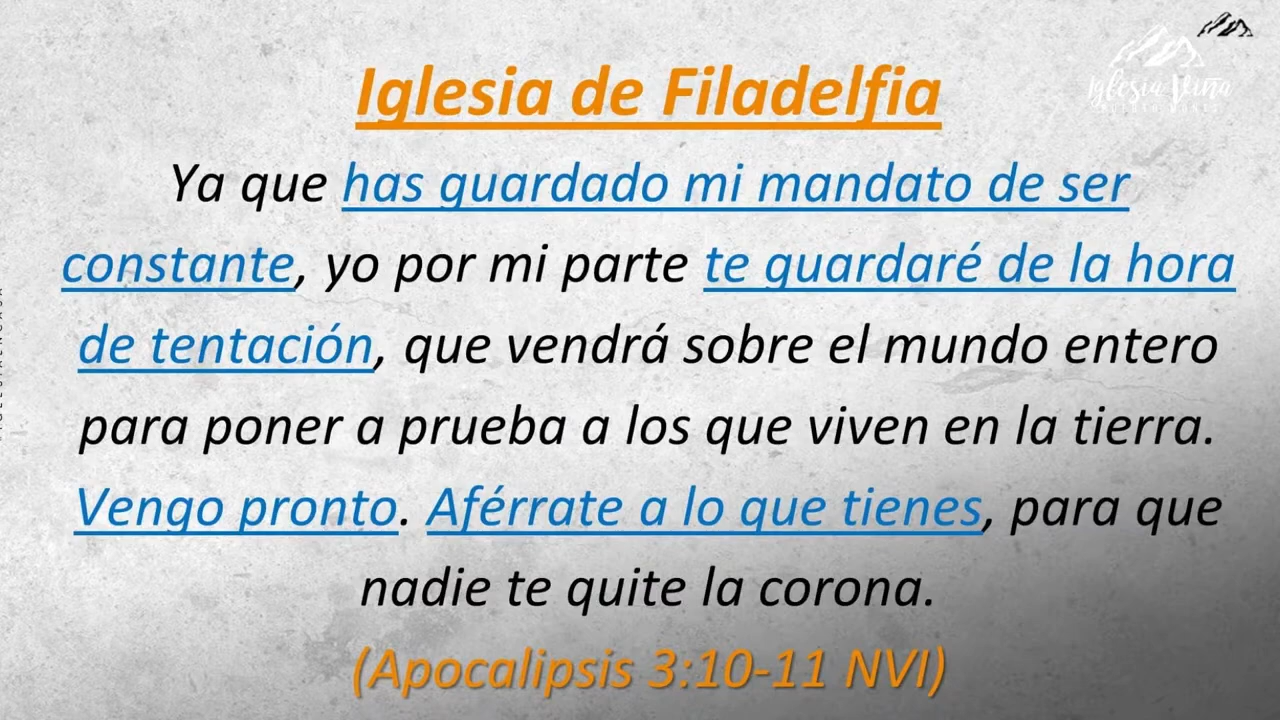 Iglesia Viña
Iglesia de Filadelfia
Ya que has guardado mi mandato de ser
constante, yo por mi parte te guardaré de la hora
de tentación, que vendrá sobre el mundo entero
para poner a prueba a los que viven en la tierra.
Vengo pronto. Aférrate a lo que tienes, para que
nadie te quite la corona.
(Apocalipsis 3:10-11 NVI)